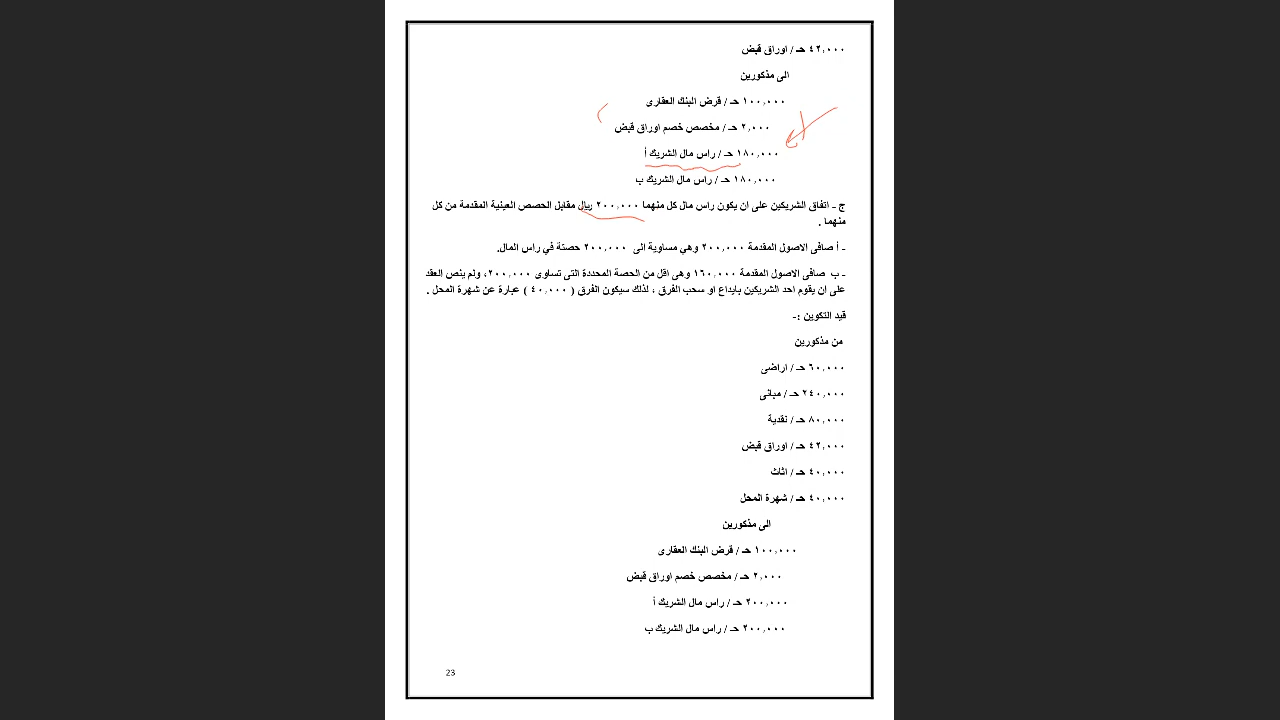 ٤٢,٠٠٠ حـ / اوراق قبض
الى مذكورين
١٠٠,٠٠٠ حـ / قرض البنك العقارى
٢,٠٠٠ حـ / مخصص خصم اوراق قبض
١٨٠,٠٠٠ حـ / راس مال الشريك أ
١٨٠,٠٠٠ حـ / راس مال الشريك ب
ج - اتفاق الشريكين على ان يكون راس مال كل منهما ٢٠٠,٠٠٠ ريال مقابل الحصص العينية المقدمة من كل
منهما .
- أ صافى الاصول المقدمة ٢٠٠,٠٠٠ وهي مساوية إلى ٢٠٠,٠٠٠ حصتة في راس المال.
- ب صافى الاصول المقدمة ١٦٠,٠٠٠ وهى اقل من الحصة المحددة التى تساوى ٢٠٠,٠٠٠، ولم ينص العقد
على ان يقوم احد الشريكين بايداع او سحب الفرق ، لذلك سيكون الفرق ( ٤٠,٠٠٠ ) عبارة عن شهرة المحل .
قيد التكوين :-
من مذكورين
٦٠,٠٠٠ حـ / اراضى
٢٤٠,٠٠٠ حـ / مبانى
٨٠,٠٠٠ حـ / نقدية
٤٢,٠٠٠ حـ / اوراق قبض
٤٠,٠٠٠ حـ / اثاث
٤٠,٠٠٠ حـ / شهرة المحل
الى مذكورين
١٠٠,٠٠٠ حـ / قرض البنك العقارى
٢,٠٠٠ حـ / مخصص خصم اوراق قبض
٢٠٠,٠٠٠ حـ / راس مال الشريك أ
٢٠٠,٠٠٠ حـ / راس مال الشريك ب
23